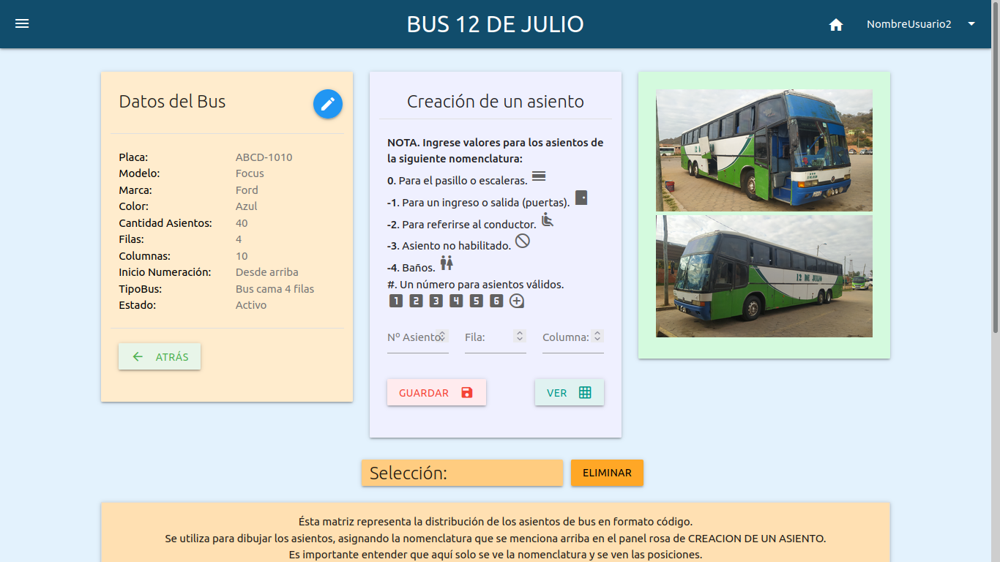 BUS 12 DE JULIO
NombreUsuario2
Datos del Bus
Placa: ABCD-1010
Modelo: Focus
Marca: Ford
Color: Azul
Cantidad Asientos: 40
Filas: 4
Columnas: 10
Inicio Numeración: Desde arriba
TipoBus: Bus cama 4 filas
Estado: Activo
ATRÁS
Creación de un asiento
NOTA. Ingrese valores para los asientos de
la siguiente nomenclatura:
0. Para el pasillo o escaleras.
-1. Para un ingreso o salida (puertas).
-2. Para referirse al conductor.
-3. Asiento no habilitado.
-4. Baños.
#. Un número para asientos válidos.
1 2 3 4 5 6
Nº Asiento: Fila: Columna:
GUARDAR VER
12 DE JULIO
Selección:
ELIMINAR
Ésta matriz representa la distribución de los asientos de bus en formato código.
Se utiliza para dibujar los asientos, asignando la nomenclatura que se menciona arriba en el panel rosa de CREACION DE UN ASIENTO.
Es importante entender que aquí solo se ve la nomenclatura y se ven las posiciones.